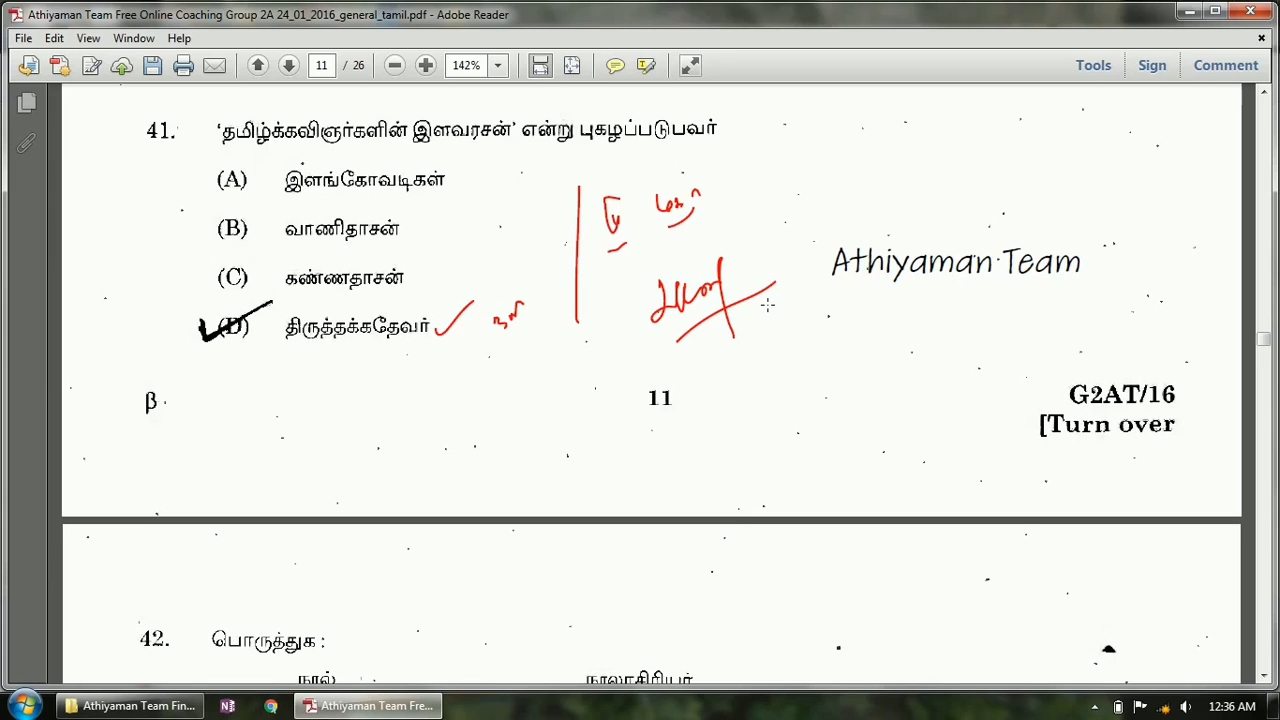 Athiyaman Team Free Online Coaching Group 2A 24_01_2016_general_tamil.pdf - Adobe Reader
File Edit View Window Help
11 / 26 142% Tools Sign Comment
41. ‘தமிழ்க்கவிஞர்களின் இளவரசன்’ என்று புகழப்படுபவர்
(A) இளங்கோவடிகள்
(B) வாணிதாசன்
(C) கண்ணதாசன்
(D) திருத்தக்கதேவர்
Athiyaman Team
β 11 G2AT/16
[Turn over
42. பொருத்துக :
நூல் நூலாசிரியர்
Athiyaman Team Fin... Athiyaman Team Fre... 12:36 AM